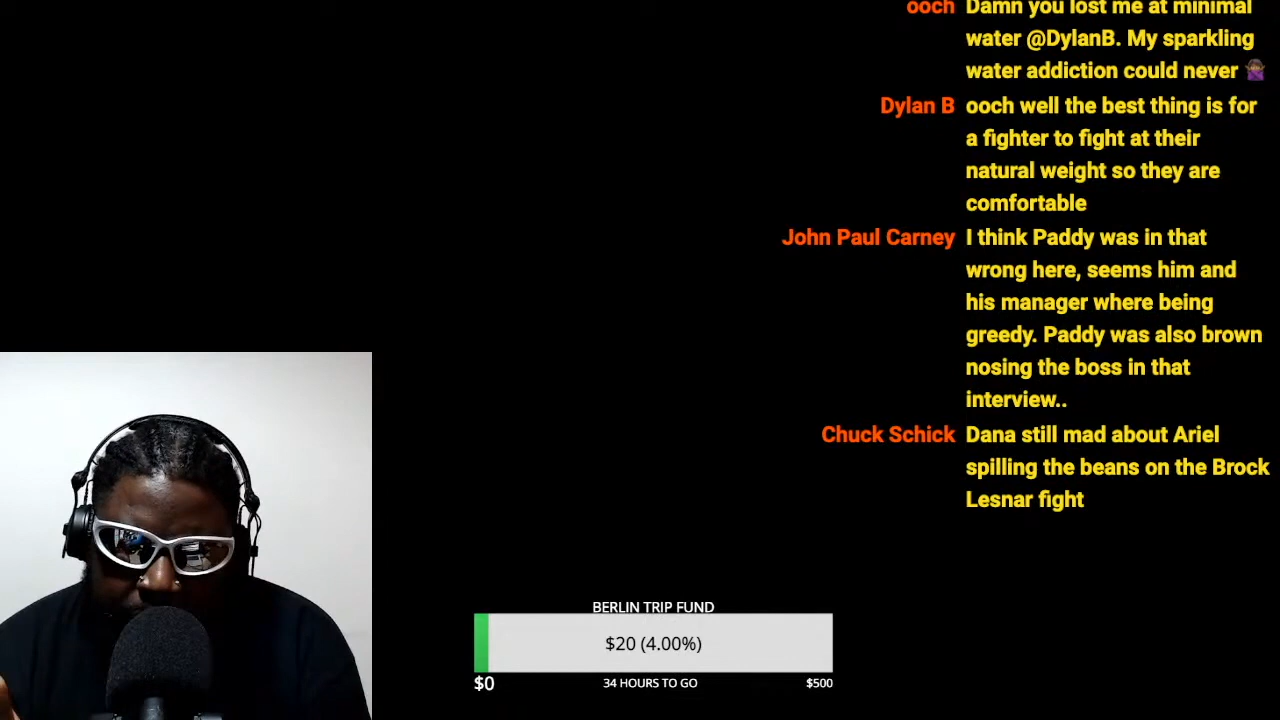 ooch Damn you lost me at minimal
water @DylanB. My sparkling
water addiction could never 🙅🏾‍♀️
Dylan B ooch well the best thing is for
a fighter to fight at their
natural weight so they are
comfortable
John Paul Carney I think Paddy was in that
wrong here, seems him and
his manager where being
greedy. Paddy was also brown
nosing the boss in that
interview..
Chuck Schick Dana still mad about Ariel
spilling the beans on the Brock
Lesnar fight
BERLIN TRIP FUND
$20 (4.00%)
$0 34 HOURS TO GO $500